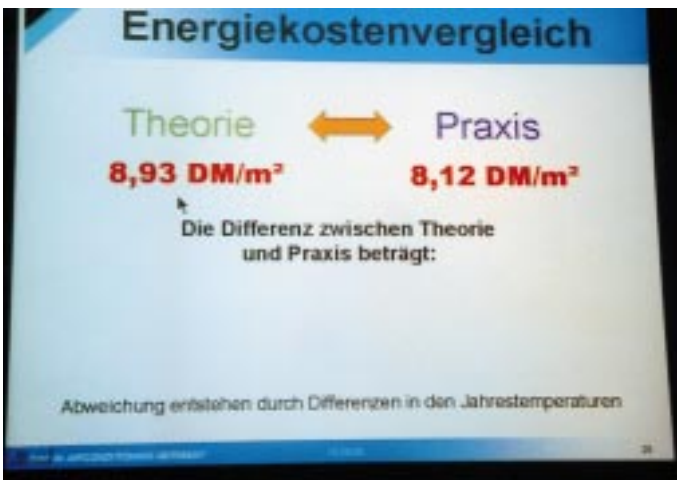 Energiekostenvergleich
Theorie Praxis
8,93 DM/m² 8,12 DM/m²
Die Differenz zwischen Theorie
und Praxis beträgt:
Abweichung entstehen durch Differenzen in den Jahrestemperaturen